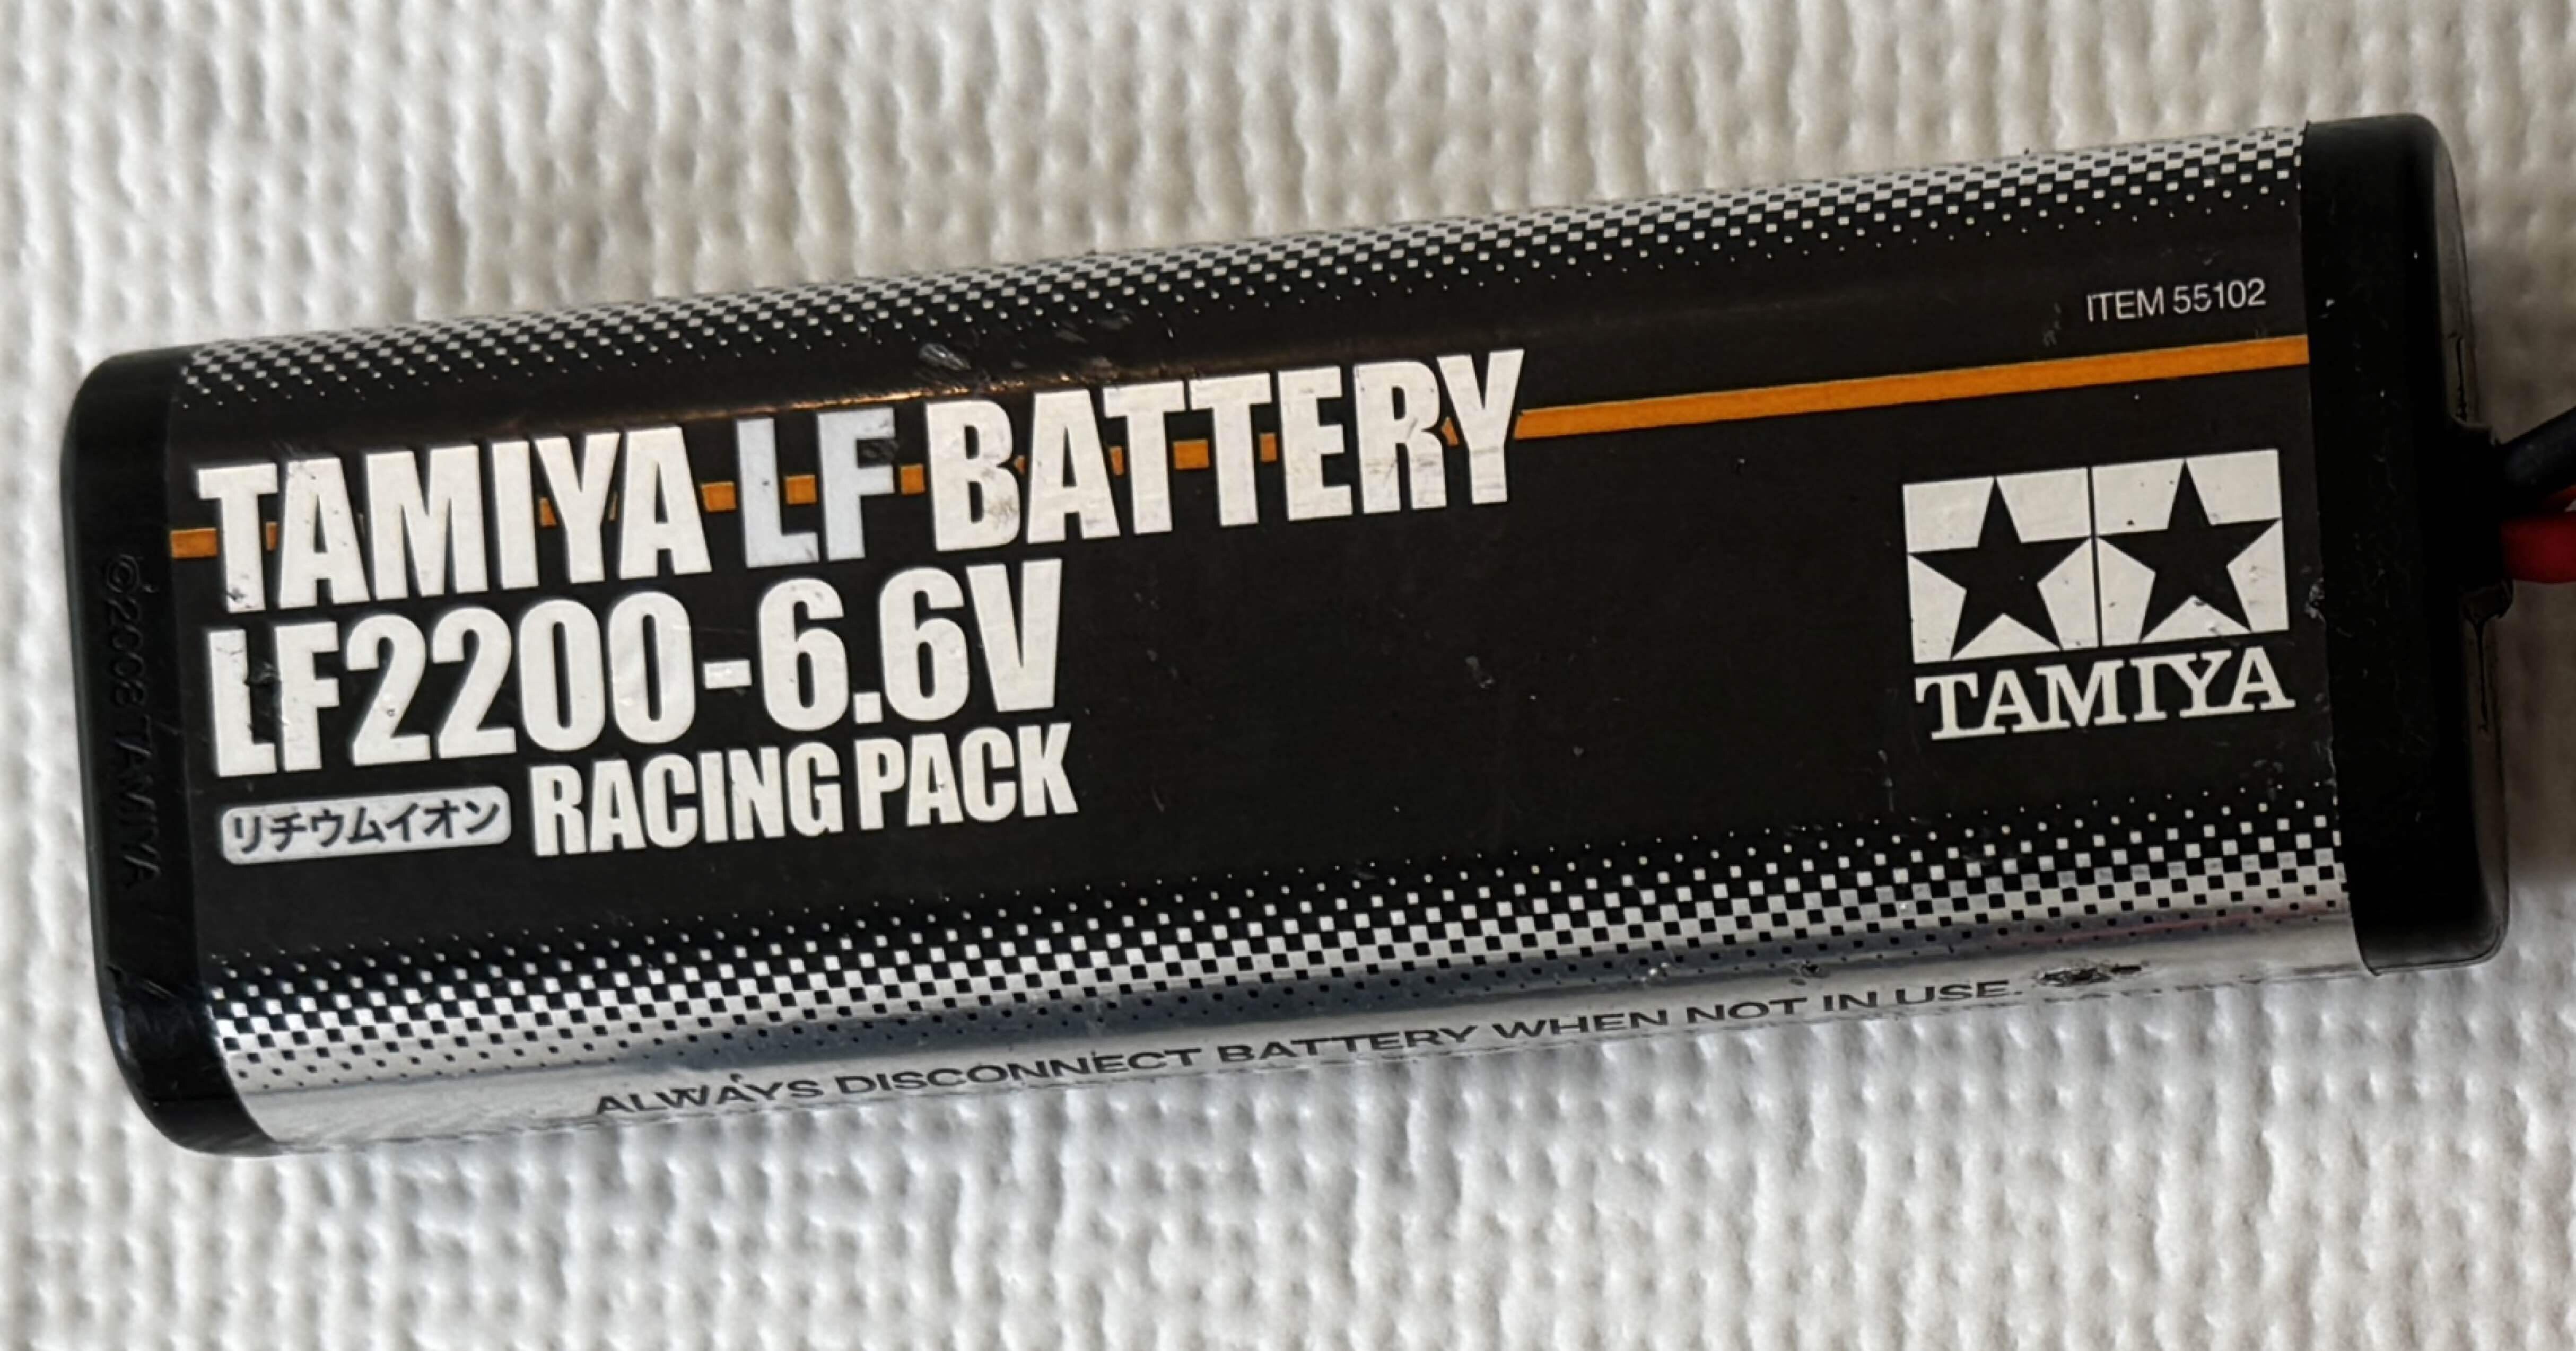 ITEM 55102
TAMIYA LF BATTERY
LF2200-6.6V
リチウムイオン RACING PACK
TAMIYA
©2008 TAMIYA
ALWAYS DISCONNECT BATTERY WHEN NOT IN USE.